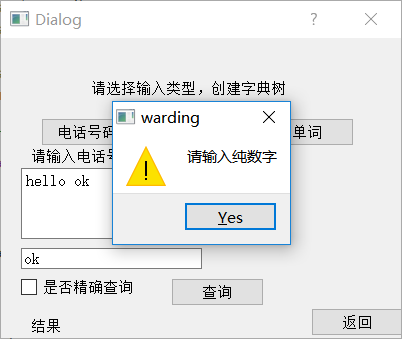 Dialog
请选择输入类型，创建字典树
电话号码
单词
请输入电话号
warding
请输入纯数字
Yes
hello ok
ok
是否精确查询
查询
结果
返回